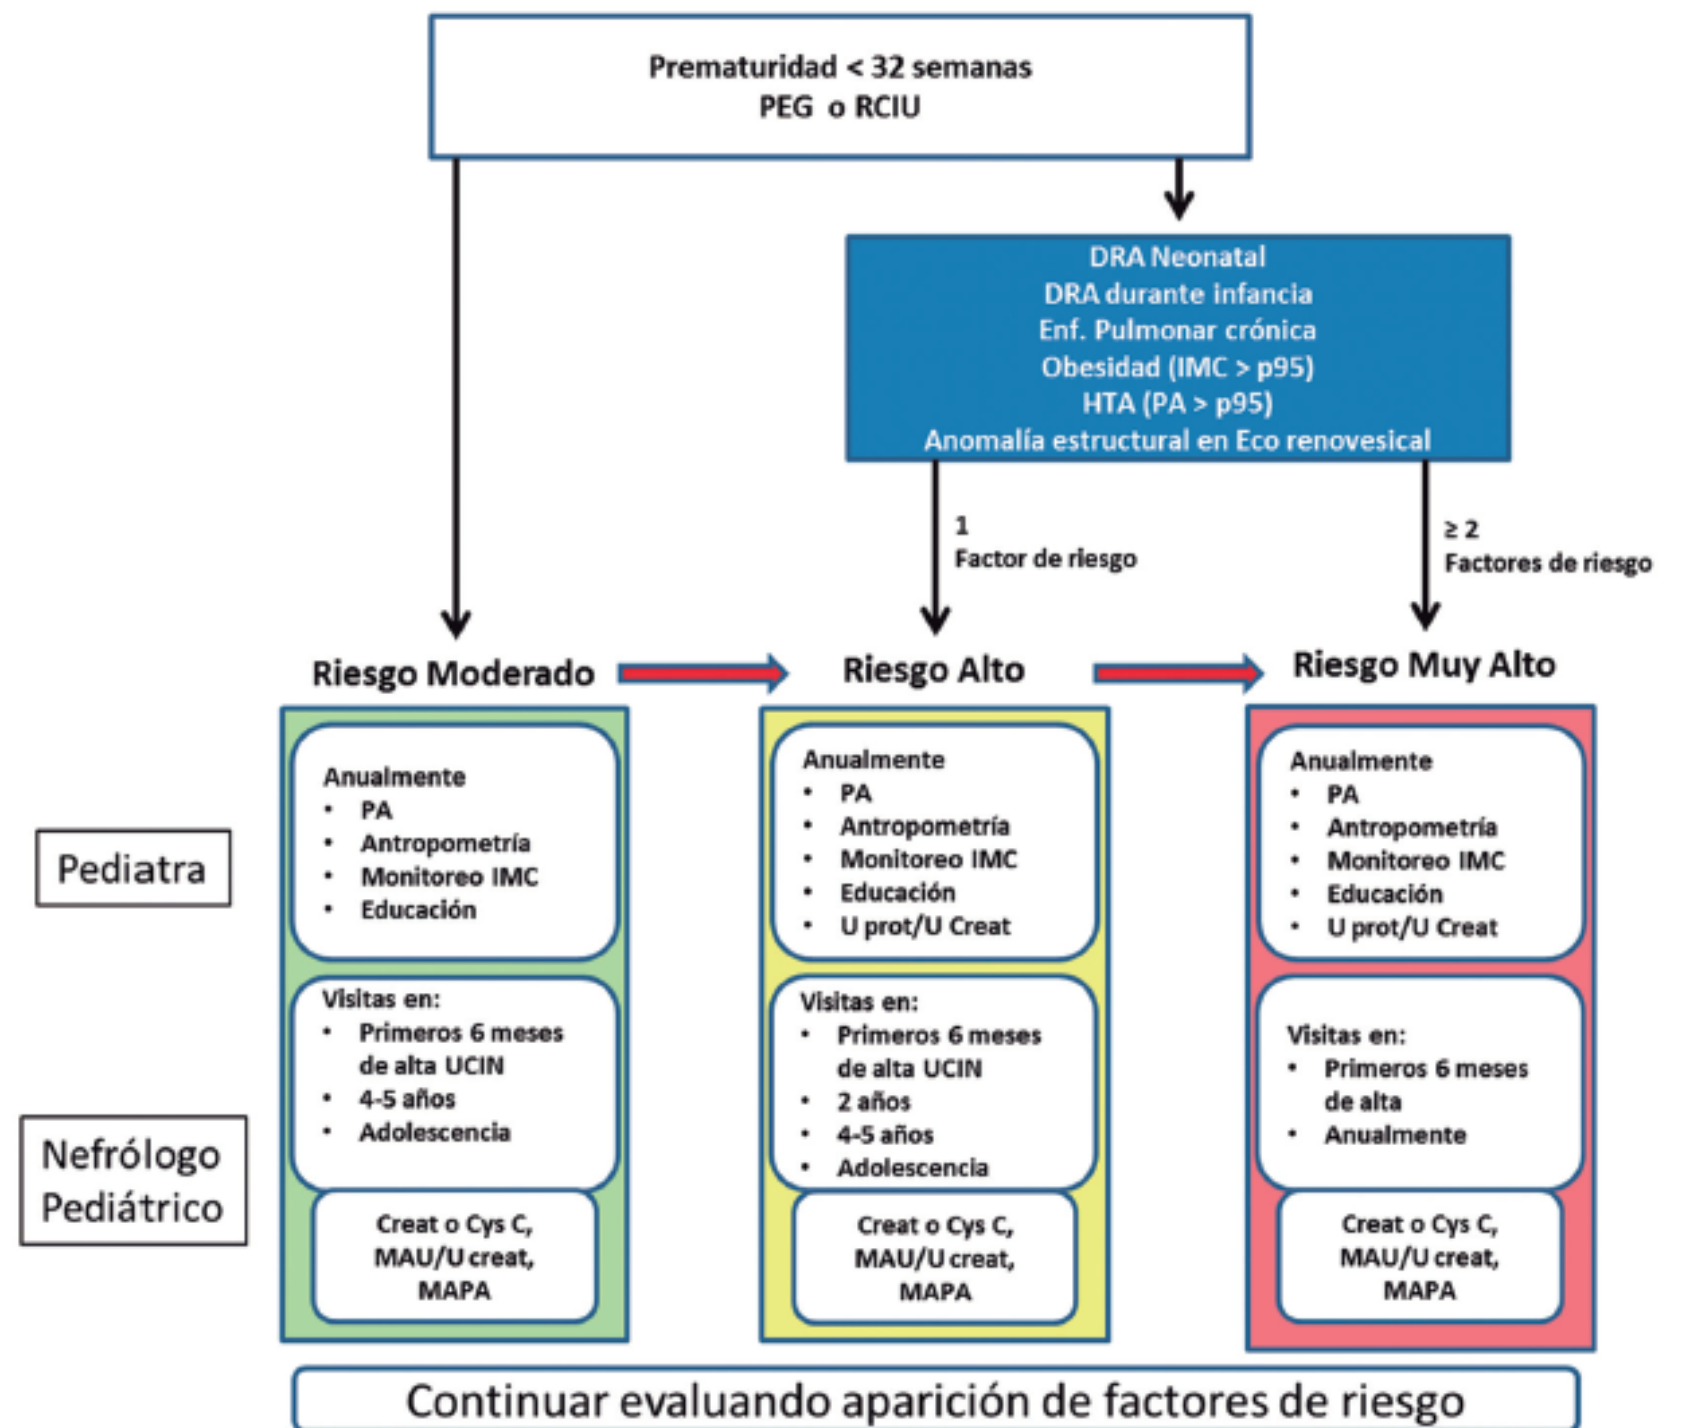 Prematuridad < 32 semanas
PEG o RCIU
DRA Neonatal
DRA durante infancia
Enf. Pulmonar crónica
Obesidad (IMC > p95)
HTA (PA > p95)
Anomalía estructural en Eco renovesical
1
Factor de riesgo
≥ 2
Factores de riesgo
Riesgo Moderado
Riesgo Alto
Riesgo Muy Alto
Pediatra
Anualmente
• PA
• Antropometría
• Monitoreo IMC
• Educación
Anualmente
• PA
• Antropometría
• Monitoreo IMC
• Educación
• U prot/U Creat
Anualmente
• PA
• Antropometría
• Monitoreo IMC
• Educación
• U prot/U Creat
Nefrólogo
Pediátrico
Visitas en:
• Primeros 6 meses
de alta UCIN
• 4-5 años
• Adolescencia
Visitas en:
• Primeros 6 meses
de alta UCIN
• 2 años
• 4-5 años
• Adolescencia
Visitas en:
• Primeros 6 meses
de alta
• Anualmente
Creat o Cys C,
MAU/U creat,
MAPA
Creat o Cys C,
MAU/U creat,
MAPA
Creat o Cys C,
MAU/U creat,
MAPA
Continuar evaluando aparición de factores de riesgo